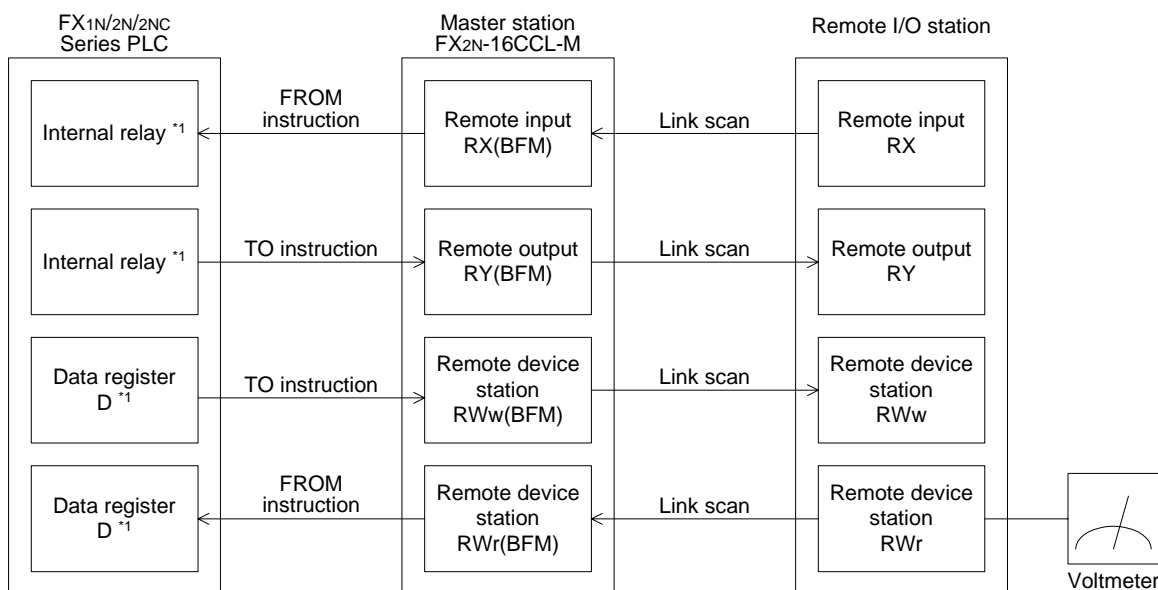 FX1N/2N/2NC
Series PLC
Master station
FX2N-16CCL-M
Remote I/O station
Internal relay *1
FROM
instruction
Remote input
RX(BFM)
Link scan
Remote input
RX
Internal relay *1
TO instruction
Remote output
RY(BFM)
Link scan
Remote output
RY
Data register
D *1
TO instruction
Remote device
station
RWw(BFM)
Link scan
Remote device
station
RWw
Data register
D *1
FROM
instruction
Remote device
station
RWr(BFM)
Link scan
Remote device
station
RWr
Voltmeter